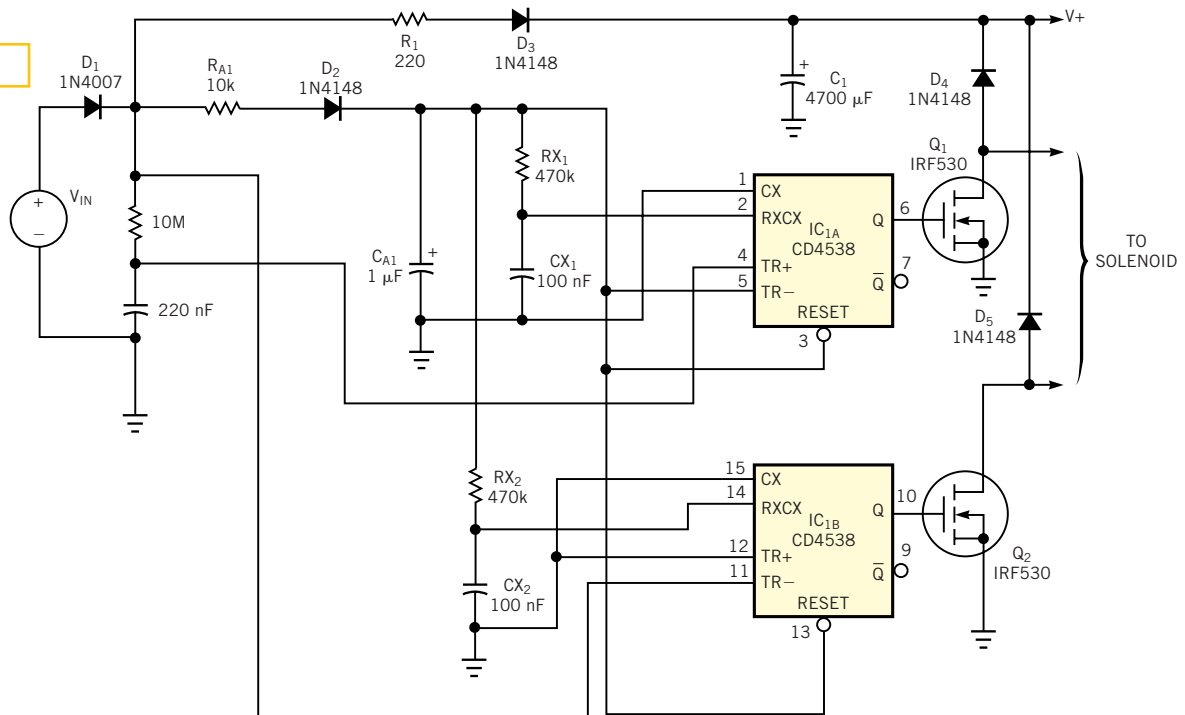 V+
R1
220
D3
1N4148
D1
1N4007
RA1
10k
D2
1N4148
C1
4700 µF
+
D4
1N4148
Q1
IRF530
VIN
+
−
10M
220 nF
CA1
1 µF
+
RX1
470k
CX1
100 nF
1
CX
2
RXCX
4
TR+
5
TR−
IC1A
CD4538
Q
6
7
Q̅
RESET
3
TO
SOLENOID
D5
1N4148
RX2
470k
CX2
100 nF
15
CX
14
RXCX
12
TR+
11
TR−
IC1B
CD4538
Q
10
9
Q̅
RESET
13
Q2
IRF530